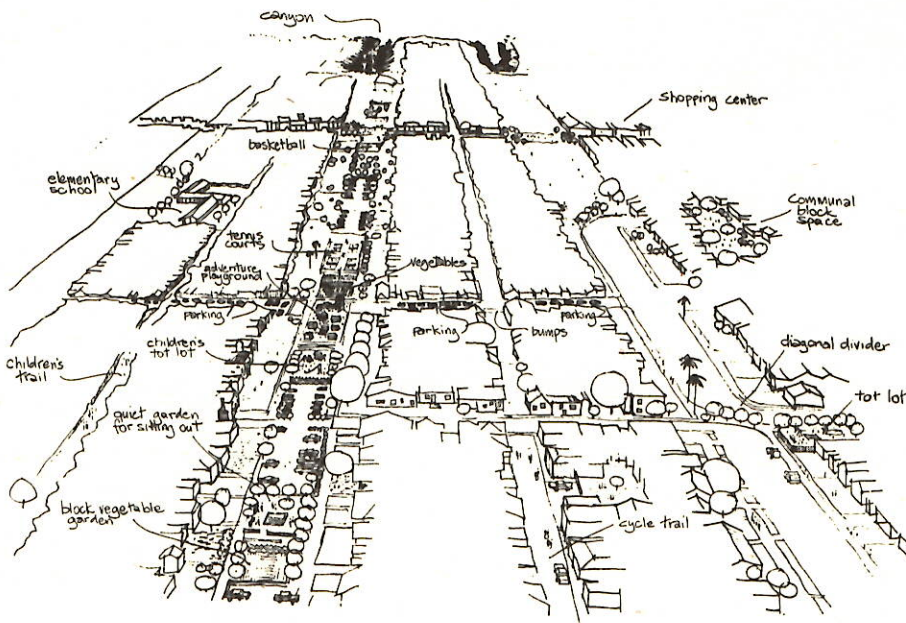 canyon
shopping center
basketball
elementary
school
communal
block
space
tennis
courts
adventure
playground
vegetables
parking
parking
bumps
parking
children's
tot lot
children's
trail
diagonal divider
tot lot
quiet garden
for sitting out
block vegetable
garden
cycle trail